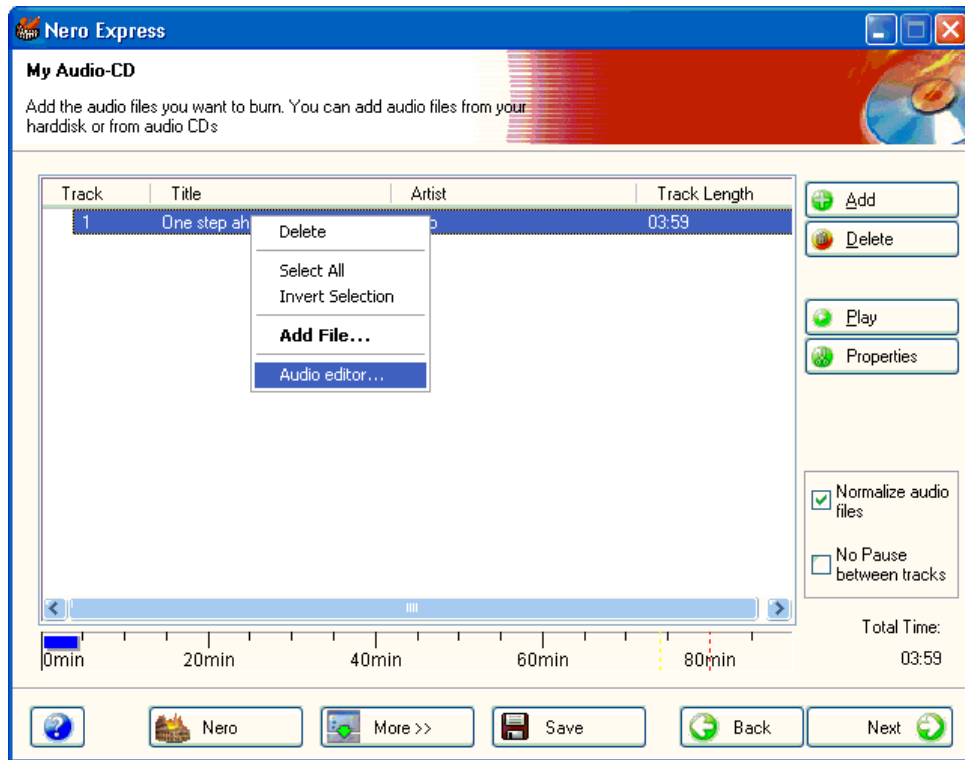 Nero Express
My Audio-CD
Add the audio files you want to burn. You can add audio files from your
harddisk or from audio CDs
Track Title Artist Track Length
1 One step ah 03:59
Delete
Select All
Invert Selection
Add File...
Audio editor...
Add
Delete
Play
Properties
Normalize audio
files
No Pause
between tracks
Total Time:
03:59
0min 20min 40min 60min 80min
Nero More >> Save Back Next